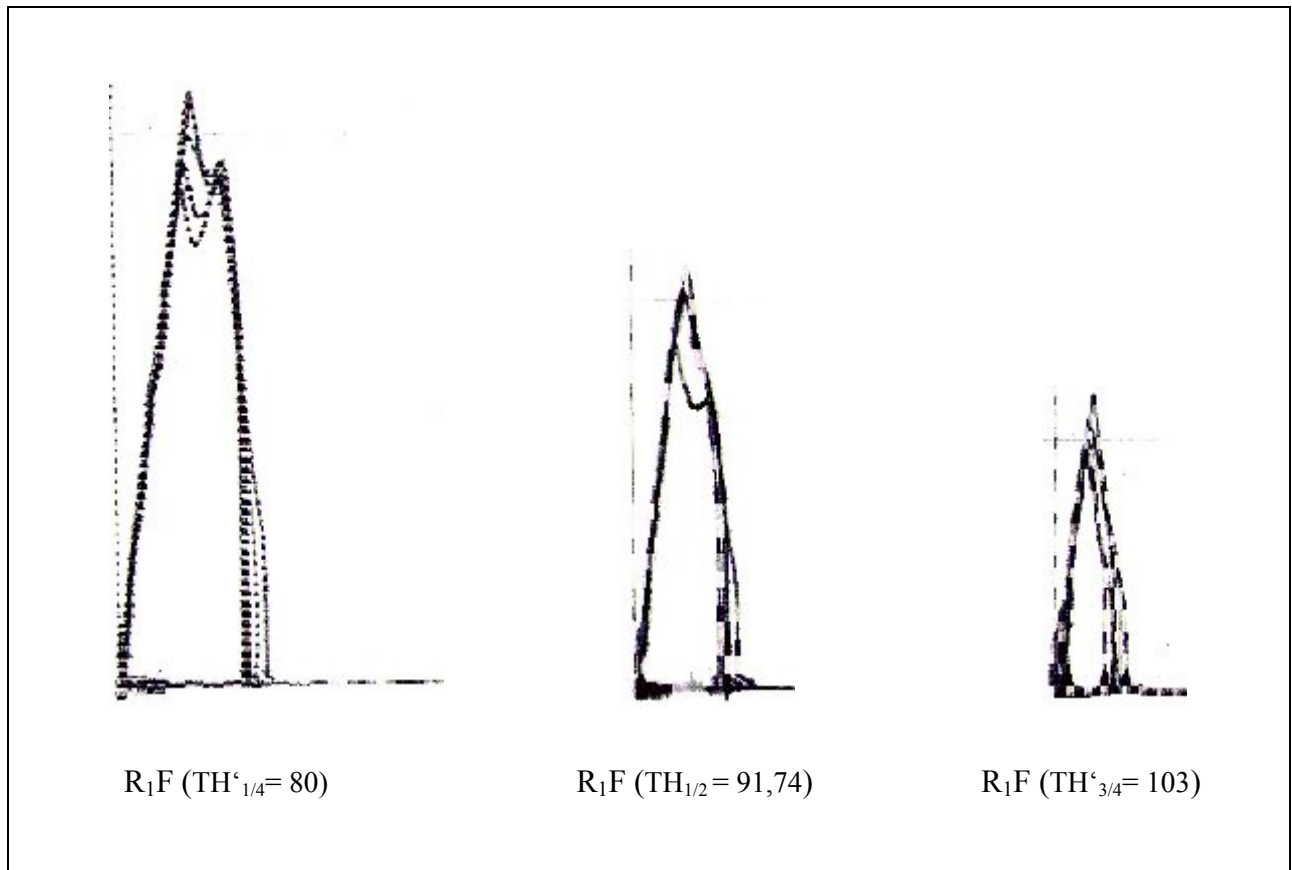 R₁F (TH‘₁/₄= 80)
R₁F (TH₁/₂ = 91,74)
R₁F (TH‘₃/₄= 103)